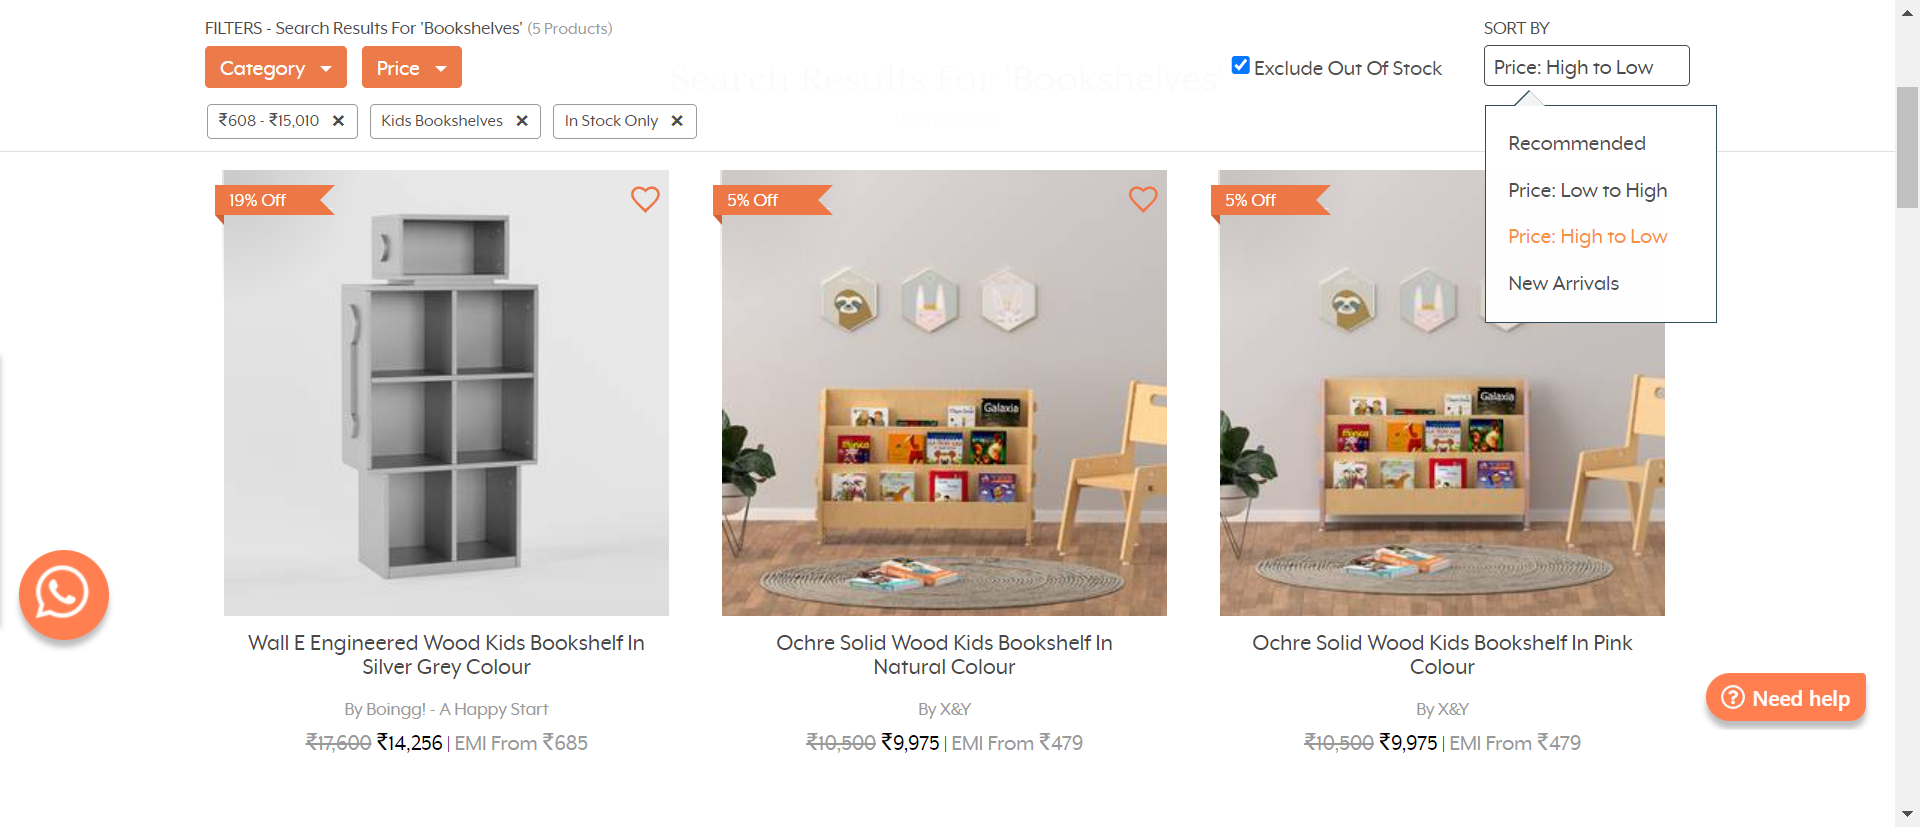 FILTERS - Search Results For 'Bookshelves' (5 Products)
SORT BY
Category
Price
Search Results For 'Bookshelves'
Exclude Out Of Stock
Price: High to Low
₹608 - ₹15,010 ✕
Kids Bookshelves ✕
In Stock Only ✕
Recommended
Price: Low to High
Price: High to Low
New Arrivals
19% Off
5% Off
5% Off
Galaxia
Galaxia
Wall E Engineered Wood Kids Bookshelf In
Silver Grey Colour
By Boingg! - A Happy Start
₹17,600 ₹14,256 | EMI From ₹685
Ochre Solid Wood Kids Bookshelf In
Natural Colour
By X&Y
₹10,500 ₹9,975 | EMI From ₹479
Ochre Solid Wood Kids Bookshelf In Pink
Colour
By X&Y
₹10,500 ₹9,975 | EMI From ₹479
Need help